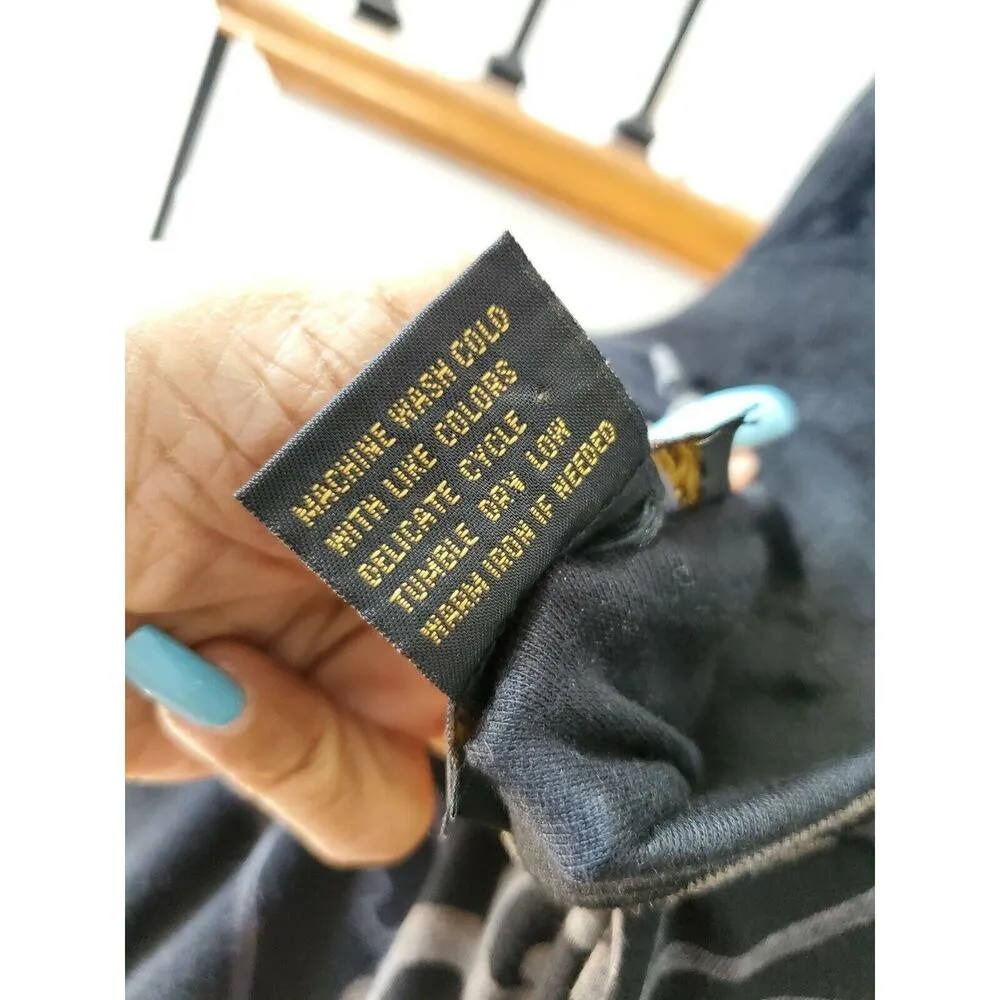 MACHINE WASH COLD
WITH LIKE COLORS
DELICATE CYCLE
TUMBLE DRY LOW
WARM IRON IF NEEDED